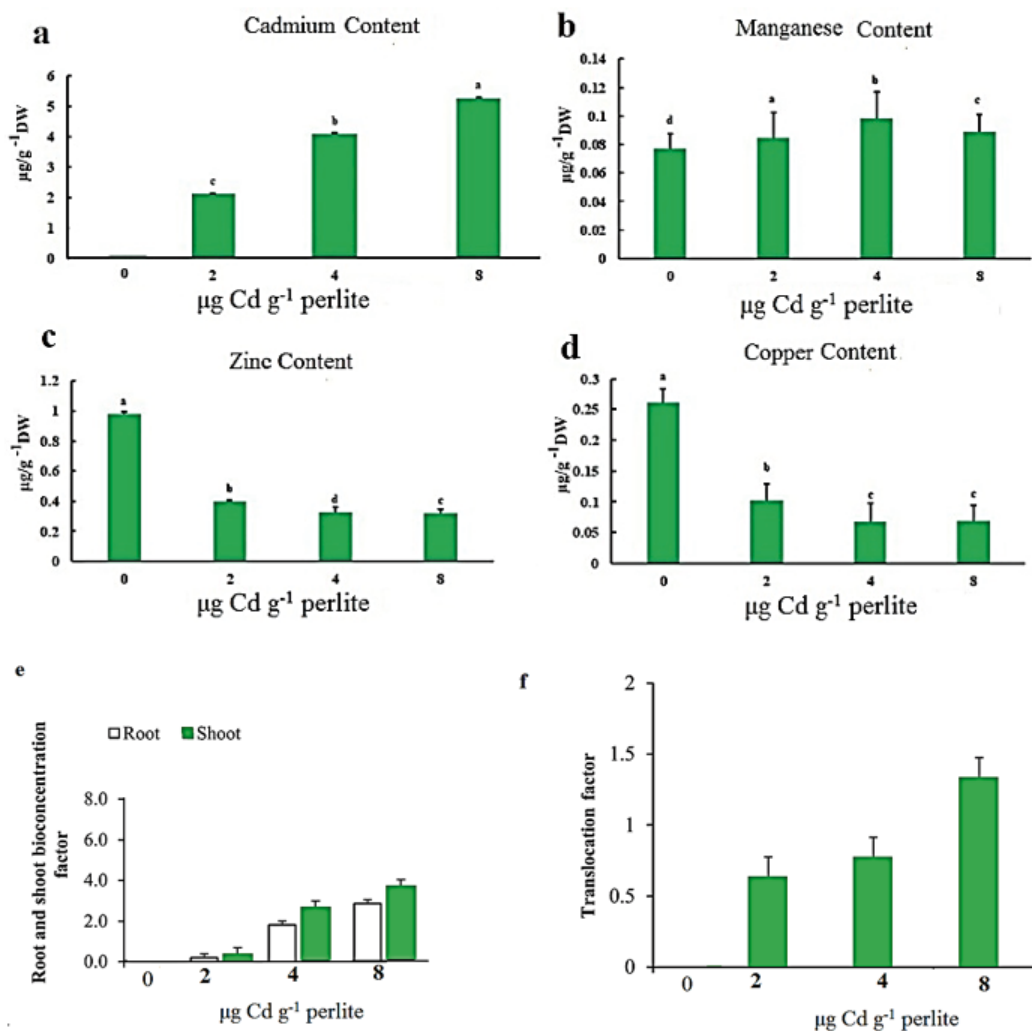 a
Cadmium Content
µg/g⁻¹DW
6
5
4
3
2
1
0
c
b
a
0 2 4 8
µg Cd g⁻¹ perlite
b
Manganese Content
µg/g⁻¹DW
0.14
0.12
0.1
0.08
0.06
0.04
0.02
0
d
a
b
c
0 2 4 8
µg Cd g⁻¹ perlite
c
Zinc Content
µg/g⁻¹DW
1.2
1
0.8
0.6
0.4
0.2
0
a
b
d
c
0 2 4 8
µg Cd g⁻¹ perlite
d
Copper Content
µg/g⁻¹DW
0.3
0.25
0.2
0.15
0.1
0.05
0
a
b
c
c
0 2 4 8
µg Cd g⁻¹ perlite
e
Root Shoot
Root and shoot bioconcentration
factor
8.0
6.0
4.0
2.0
0.0
0 2 4 8
µg Cd g⁻¹ perlite
f
Translocation factor
2
1.5
1
0.5
0
0 2 4 8
µg Cd g⁻¹ perlite